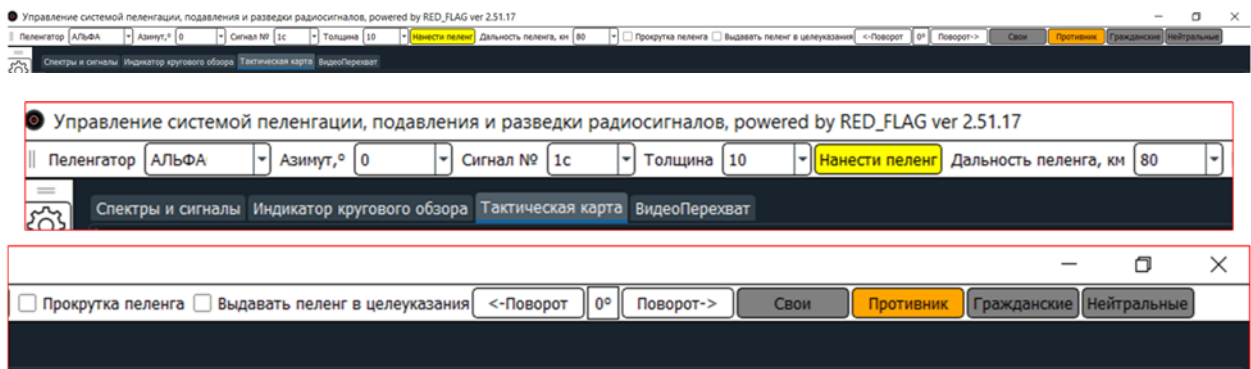 Управление системой пеленгации, подавления и разведки радиосигналов, powered by RED_FLAG ver 2.51.17
Пеленгатор АЛЬФА Азимут,° 0 Сигнал № 1с Толщина 10 Нанести пеленг Дальность пеленга, км 80 Прокрутка пеленга Выдавать пеленг в целеуказания <-Поворот 0° Поворот-> Свои Противник Гражданские Нейтральные
Спектры и сигналы Индикатор кругового обзора Тактическая карта ВидеоПерехват
Управление системой пеленгации, подавления и разведки радиосигналов, powered by RED_FLAG ver 2.51.17
Пеленгатор АЛЬФА Азимут,° 0 Сигнал № 1с Толщина 10 Нанести пеленг Дальность пеленга, км 80
Спектры и сигналы Индикатор кругового обзора Тактическая карта ВидеоПерехват
Прокрутка пеленга Выдавать пеленг в целеуказания <-Поворот 0° Поворот-> Свои Противник Гражданские Нейтральные